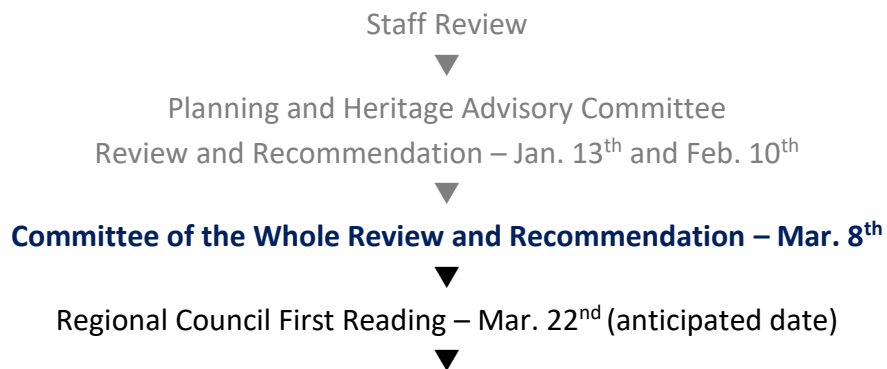 Staff Review
▼
Planning and Heritage Advisory Committee
Review and Recommendation – Jan. 13th and Feb. 10th
▼
Committee of the Whole Review and Recommendation – Mar. 8th
▼
Regional Council First Reading – Mar. 22nd (anticipated date)
▼